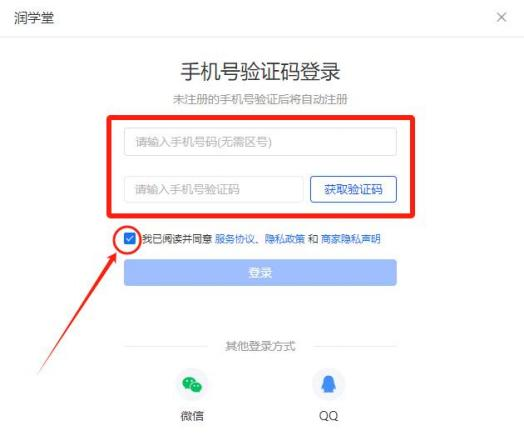 润学堂
手机号验证码登录
未注册的手机号验证后将自动注册
请输入手机号码(无需区号)
请输入手机号验证码 获取验证码
我已阅读并同意 服务协议、隐私政策 和 商家隐私声明
登录
其他登录方式
微信 QQ